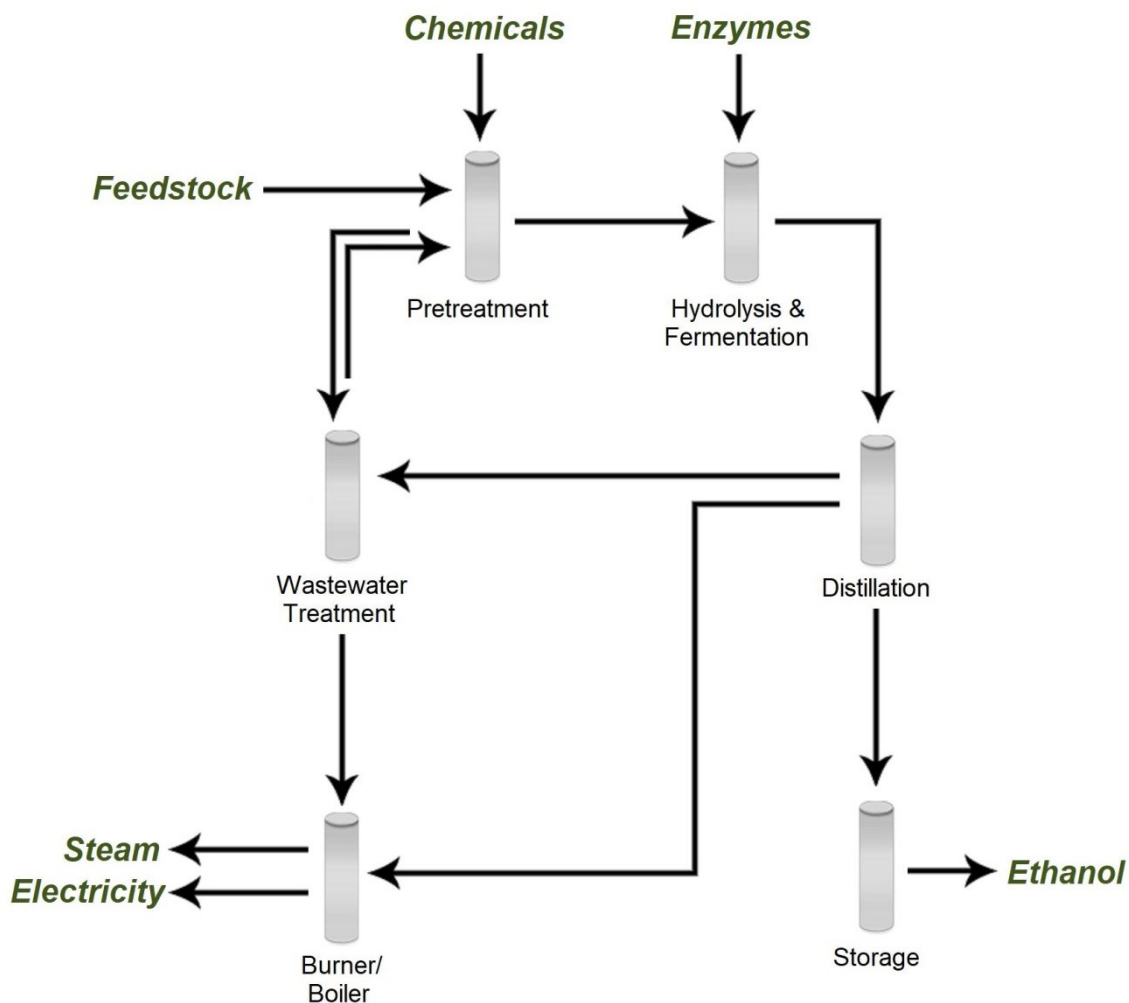 Chemicals
Enzymes
Feedstock
Pretreatment
Hydrolysis &
Fermentation
Wastewater
Treatment
Distillation
Steam
Electricity
Ethanol
Burner/
Boiler
Storage